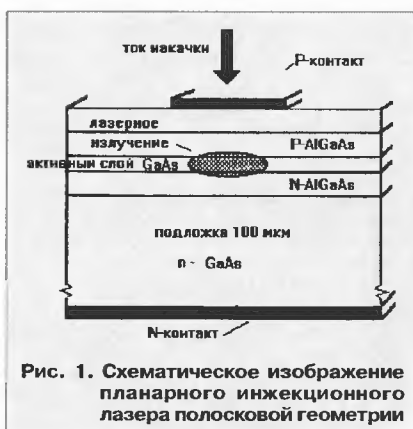 ток накачки
P-контакт
лазерное
излучение
P-AlGaAs
активный слой GaAs
N-AlGaAs
подложка 100 мкм
n - GaAs
N-контакт
Рис. 1. Схематическое изображение
планарного инжекционного
лазера полосковой геометрии